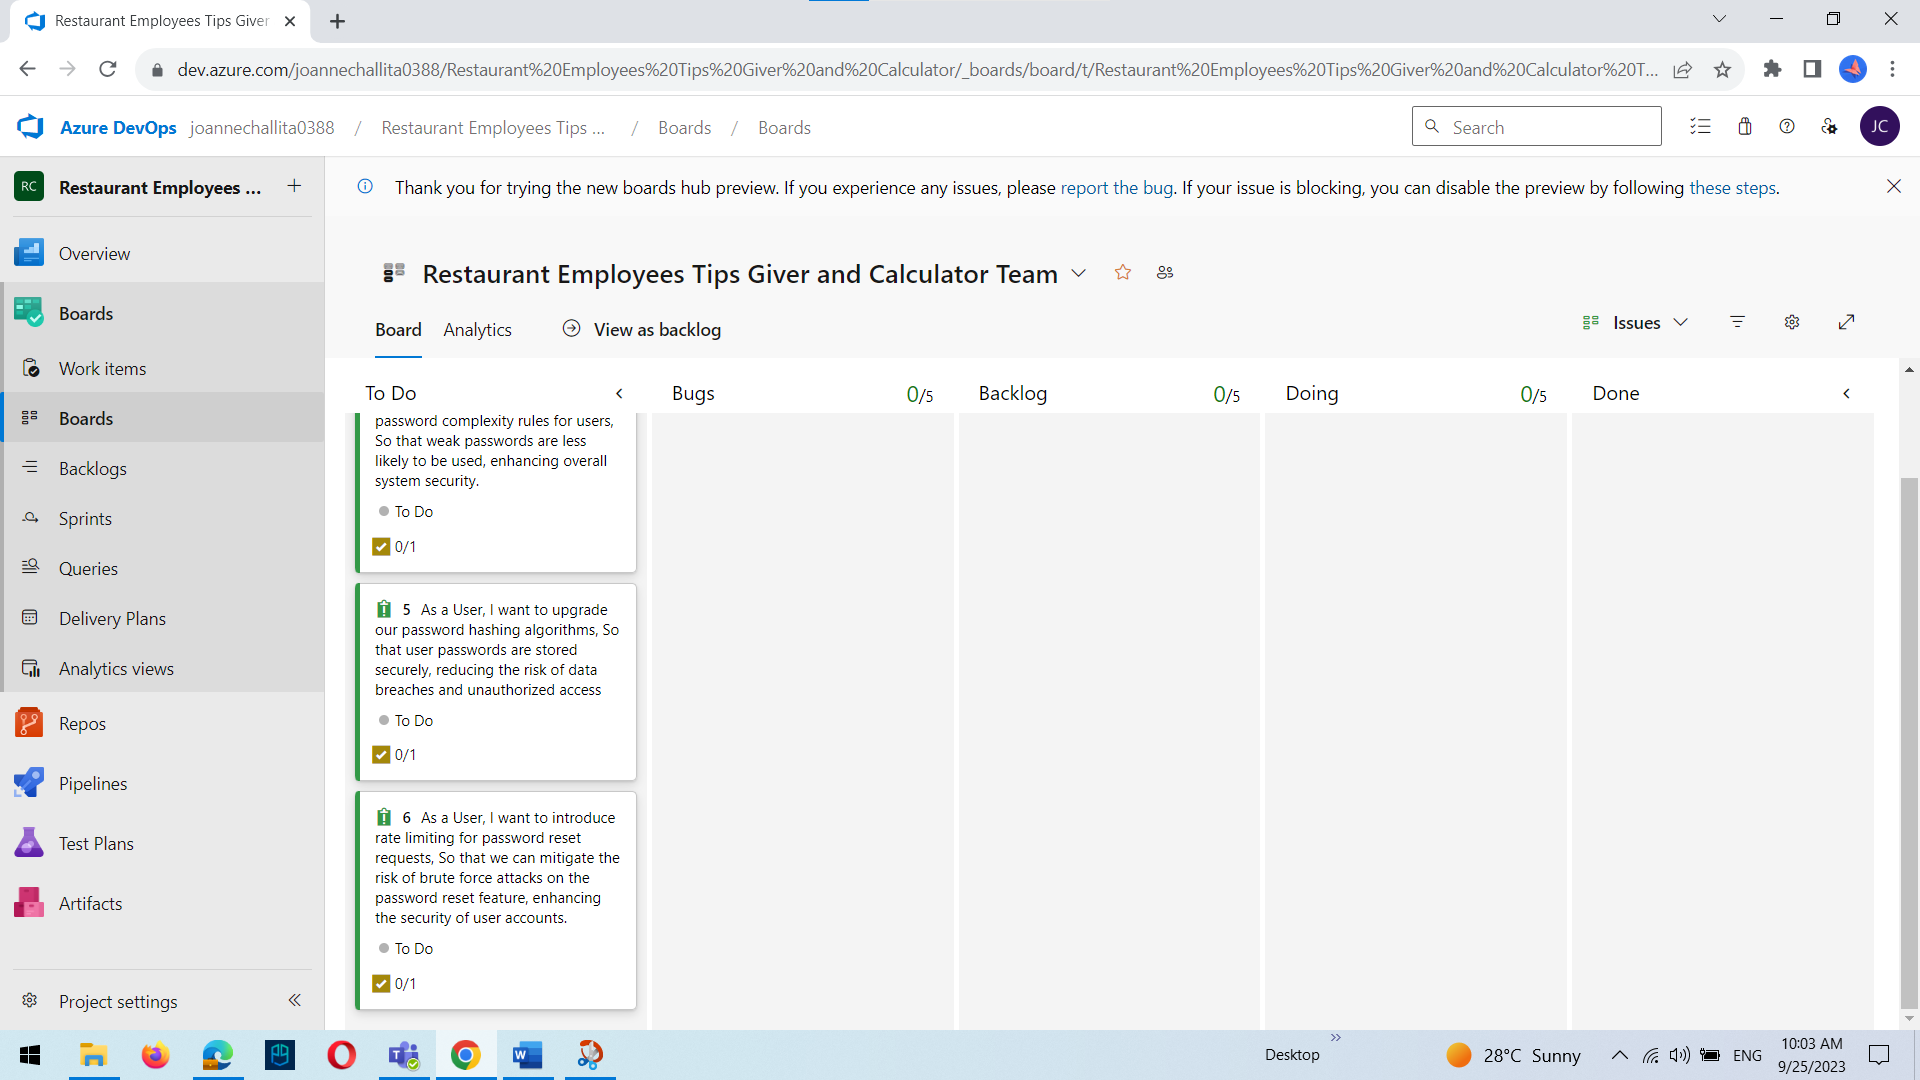 Restaurant Employees Tips Giver
dev.azure.com/joannechallita0388/Restaurant%20Employees%20Tips%20Giver%20and%20Calculator/_boards/board/t/Restaurant%20Employees%20Tips%20Giver%20and%20Calculator%20T...
Azure DevOps joannechallita0388 / Restaurant Employees Tips ... / Boards / Boards
Search
JC
RC Restaurant Employees ... +
Thank you for trying the new boards hub preview. If you experience any issues, please report the bug. If your issue is blocking, you can disable the preview by following these steps.
Overview
Boards
Work items
Boards
Backlogs
Sprints
Queries
Delivery Plans
Analytics views
Repos
Pipelines
Test Plans
Artifacts
Project settings
Restaurant Employees Tips Giver and Calculator Team
Board Analytics View as backlog
Issues
To Do
Bugs 0/5
Backlog 0/5
Doing 0/5
Done
password complexity rules for users,
So that weak passwords are less
likely to be used, enhancing overall
system security.
To Do
0/1
5 As a User, I want to upgrade
our password hashing algorithms, So
that user passwords are stored
securely, reducing the risk of data
breaches and unauthorized access
To Do
0/1
6 As a User, I want to introduce
rate limiting for password reset
requests, So that we can mitigate the
risk of brute force attacks on the
password reset feature, enhancing
the security of user accounts.
To Do
0/1
Desktop
28°C Sunny
ENG
10:03 AM
9/25/2023